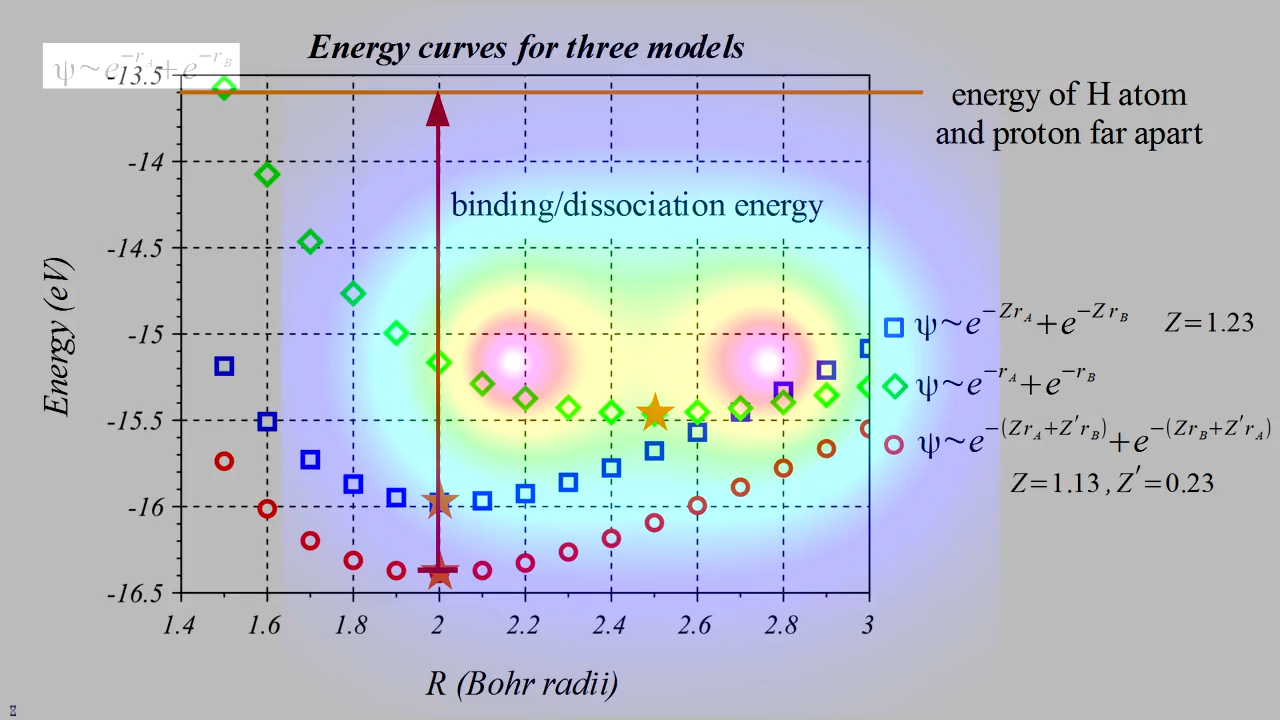 Energy curves for three models
ψ~e^{-r_A}+e^{-r_B}
-13.5
energy of H atom
and proton far apart
-14
binding/dissociation energy
-14.5
Energy (eV)
-15
ψ~e^{-Zr_A}+e^{-Zr_B} Z=1.23
ψ~e^{-r_A}+e^{-r_B}
-15.5
ψ~e^{-(Zr_A+Z'r_B)}+e^{-(Zr_B+Z'r_A)}
Z=1.13, Z'=0.23
-16
-16.5
1.4 1.6 1.8 2 2.2 2.4 2.6 2.8 3
R (Bohr radii)